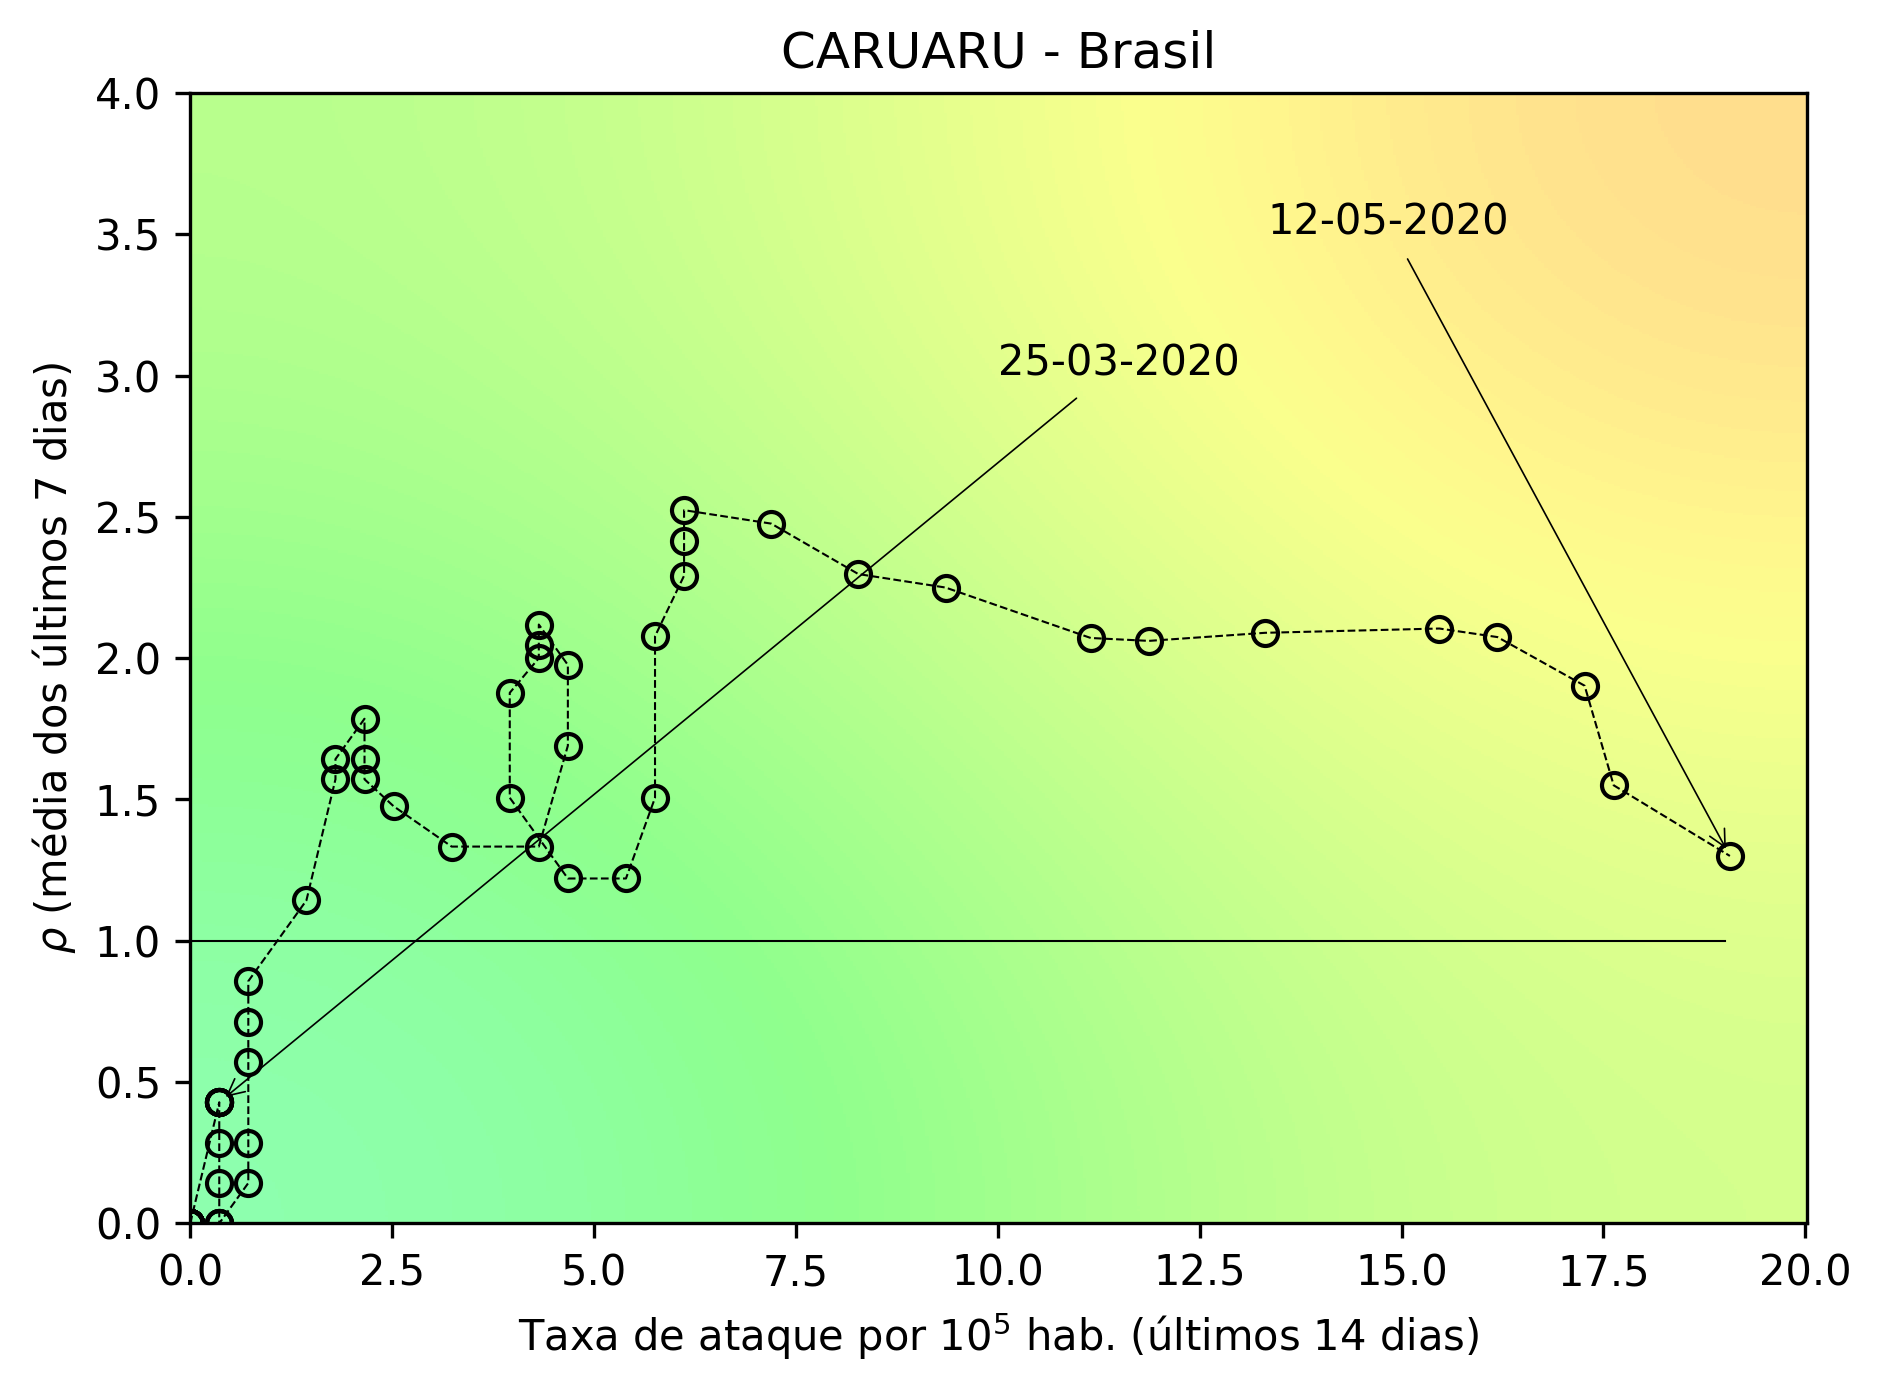 CARUARU - Brasil
4.0
3.5
3.0
2.5
2.0
1.5
1.0
0.5
0.0
ρ (média dos últimos 7 dias)
12-05-2020
25-03-2020
0.0 2.5 5.0 7.5 10.0 12.5 15.0 17.5 20.0
Taxa de ataque por 10⁵ hab. (últimos 14 dias)